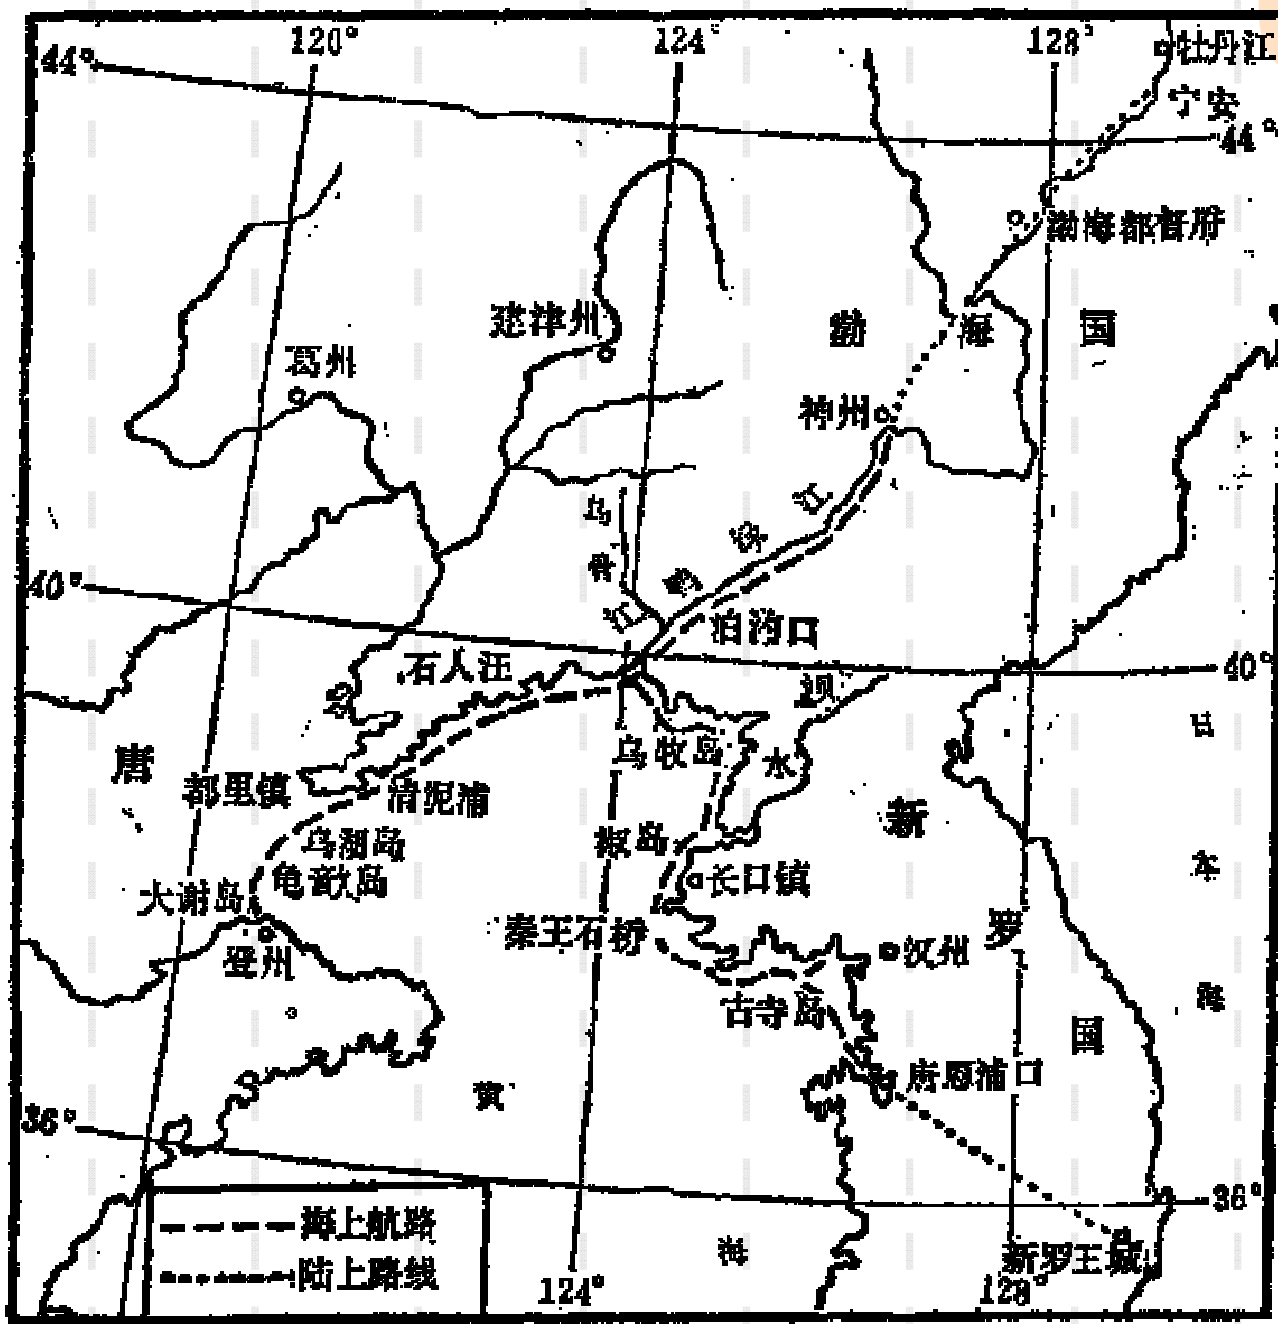 120°
124°
128°
牡丹江
44°
宁安
44°
渤海都督府
建津州
渤
海
国
葛州
神州
乌
骨
江
鸭
绿
江
泊沟口
40°
石人汪
40°
坝
水
日
本
海
乌牧岛
唐
都里镇
清泥浦
新
罗
国
椒岛
乌湖岛
龟歆岛
大谢岛
长口镇
秦王石桥
汉州
登州
古寺岛
唐恩浦口
黄
海
36°
36°
海上航路
陆上路线
新罗王城
124°
128°